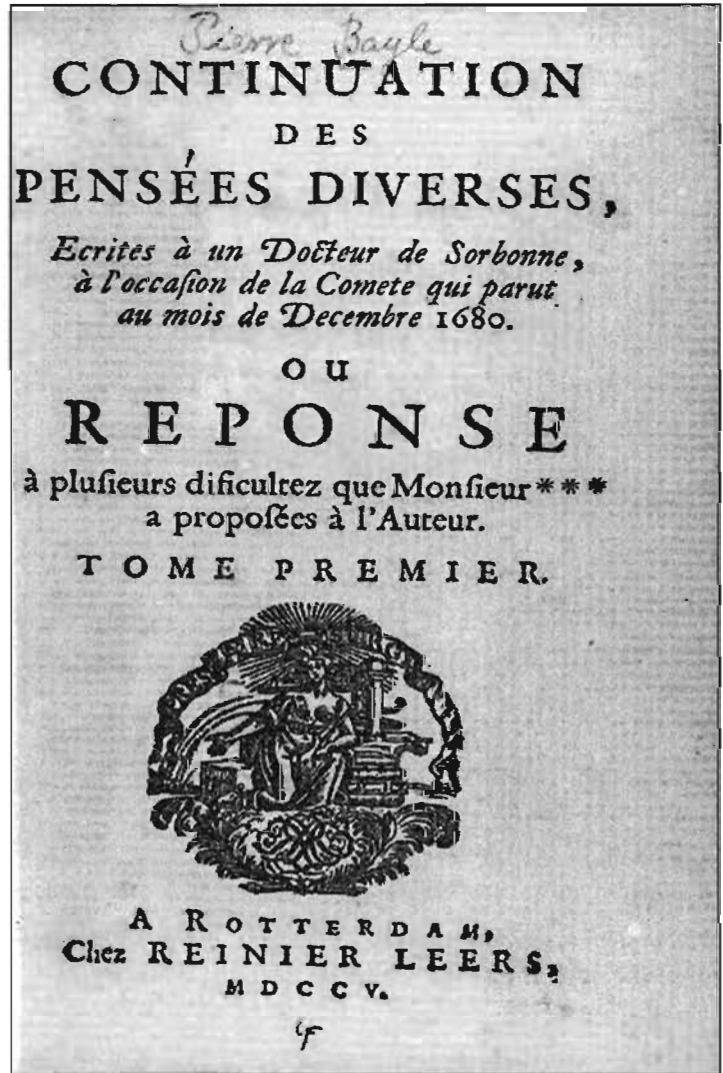 Pierre Bayle
CONTINUATION
DES
PENSÉES DIVERSES,
Ecrites à un Docteur de Sorbonne,
à l'occaſion de la Comete qui parut
au mois de Decembre 1680.
OU
REPONSE
à pluſieurs dificultez que Monſieur***
a propoſées à l'Auteur.
TOME PREMIER.
A ROTTERDAM,
Chez REINIER LEERS,
MDCCV.